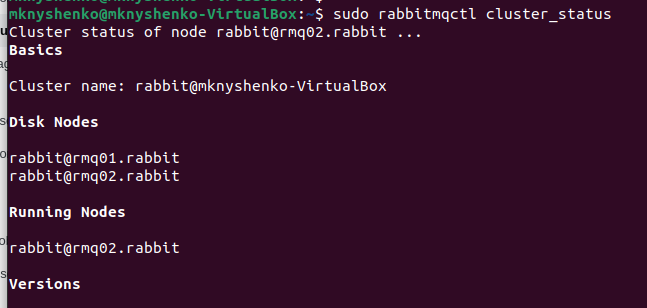 mknyshenko@mknyshenko-VirtualBox:~$ sudo rabbitmqctl cluster_status
Cluster status of node rabbit@rmq02.rabbit ...
Basics
Cluster name: rabbit@mknyshenko-VirtualBox
Disk Nodes
rabbit@rmq01.rabbit
rabbit@rmq02.rabbit
Running Nodes
rabbit@rmq02.rabbit
Versions